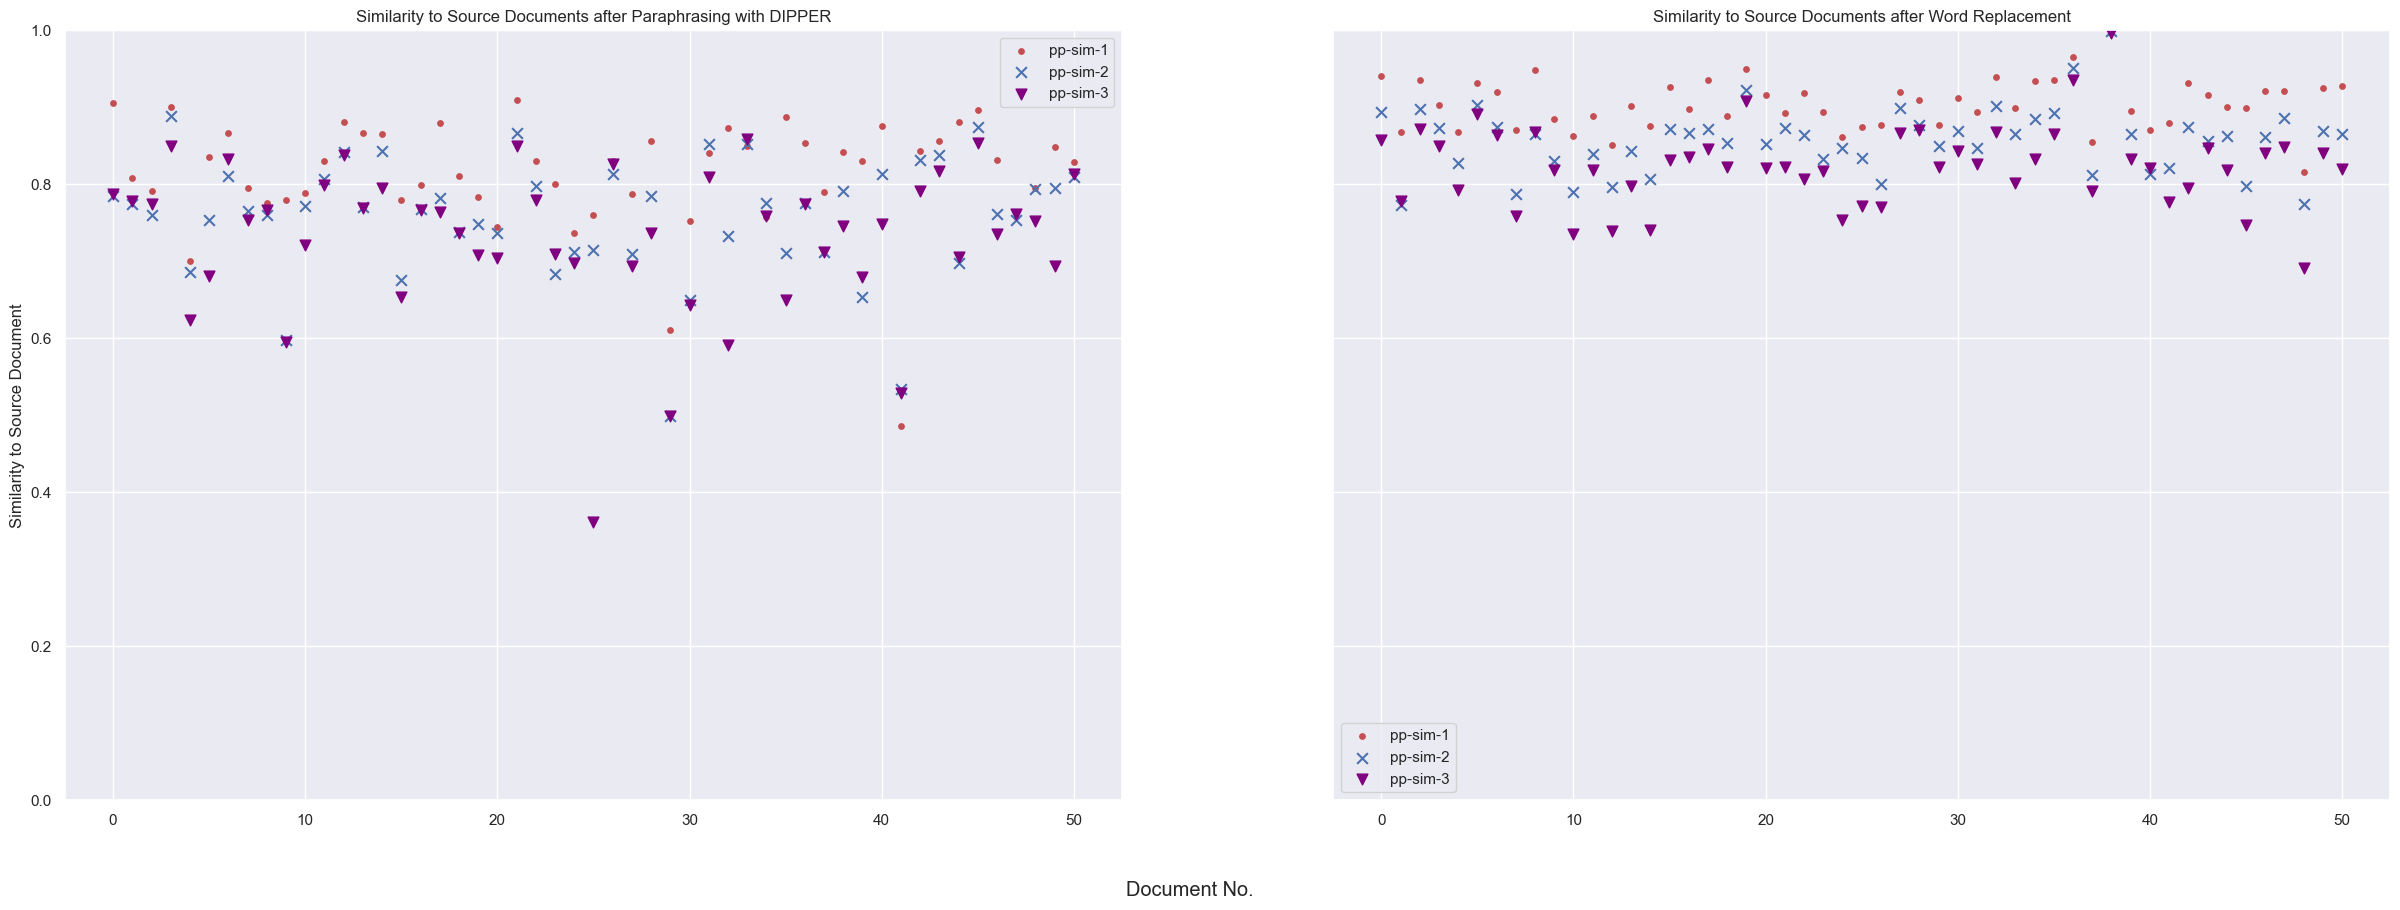 Similarity to Source Documents after Paraphrasing with DIPPER
Similarity to Source Document
1.0
0.8
0.6
0.4
0.2
0.0
pp-sim-1
pp-sim-2
pp-sim-3
0 10 20 30 40 50
Similarity to Source Documents after Word Replacement
pp-sim-1
pp-sim-2
pp-sim-3
0 10 20 30 40 50
Document No.